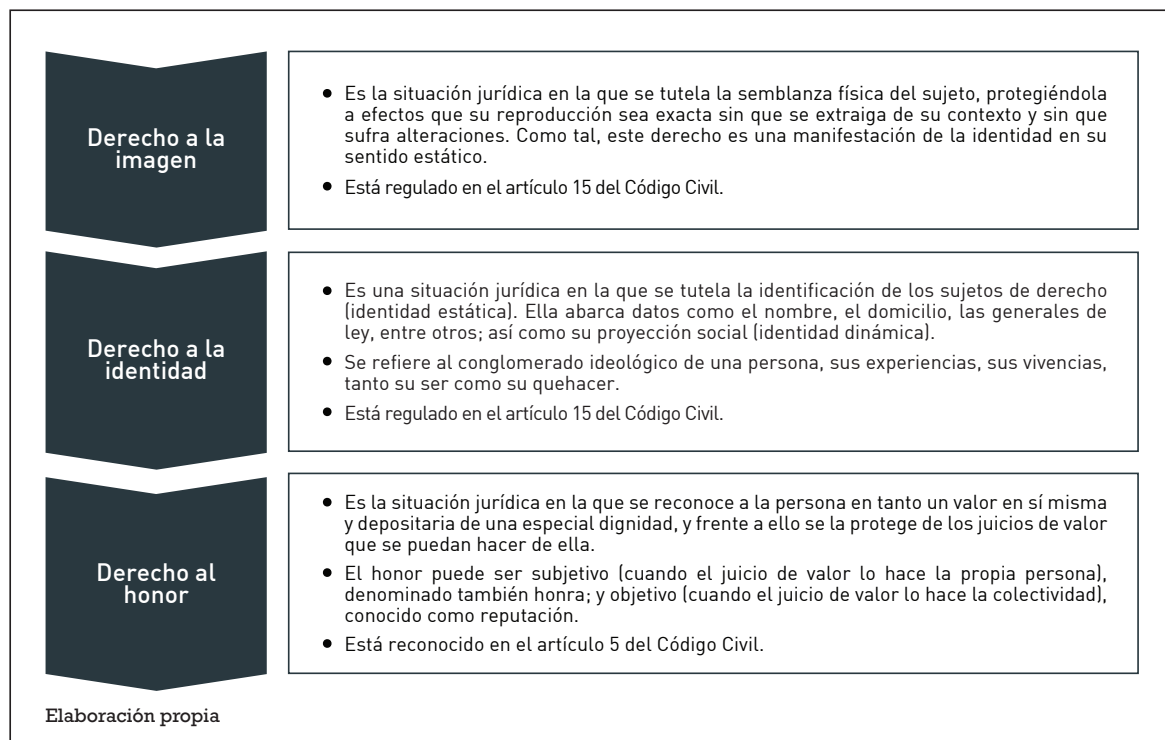 Derecho a la
imagen
• Es la situación jurídica en la que se tutela la semblanza física del sujeto, protegiéndola
a efectos que su reproducción sea exacta sin que se extraiga de su contexto y sin que
sufra alteraciones. Como tal, este derecho es una manifestación de la identidad en su
sentido estático.
• Está regulado en el artículo 15 del Código Civil.
Derecho a la
identidad
• Es una situación jurídica en la que se tutela la identificación de los sujetos de derecho
(identidad estática). Ella abarca datos como el nombre, el domicilio, las generales de
ley, entre otros; así como su proyección social (identidad dinámica).
• Se refiere al conglomerado ideológico de una persona, sus experiencias, sus vivencias,
tanto su ser como su quehacer.
• Está regulado en el artículo 15 del Código Civil.
Derecho al
honor
• Es la situación jurídica en la que se reconoce a la persona en tanto un valor en sí misma
y depositaria de una especial dignidad, y frente a ello se la protege de los juicios de valor
que se puedan hacer de ella.
• El honor puede ser subjetivo (cuando el juicio de valor lo hace la propia persona),
denominado también honra; y objetivo (cuando el juicio de valor lo hace la colectividad),
conocido como reputación.
• Está reconocido en el artículo 5 del Código Civil.
Elaboración propia